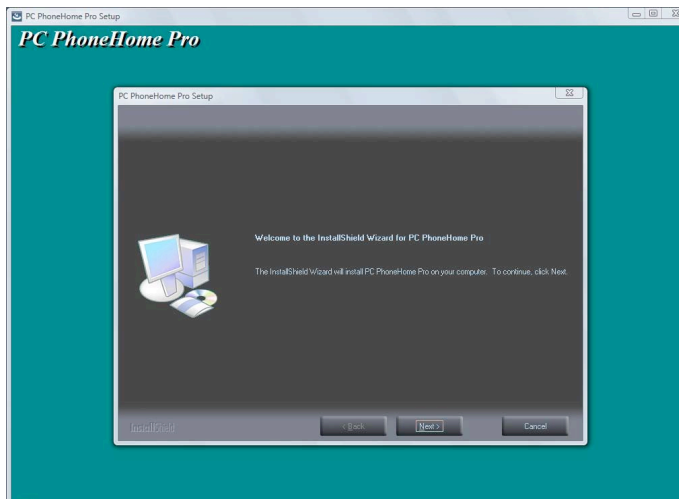 PC PhoneHome Pro Setup
PC PhoneHome Pro
PC PhoneHome Pro Setup
Welcome to the InstallShield Wizard for PC PhoneHome Pro
The InstallShield Wizard will install PC PhoneHome Pro on your computer. To continue, click Next.
InstallShield
< Back
Next >
Cancel